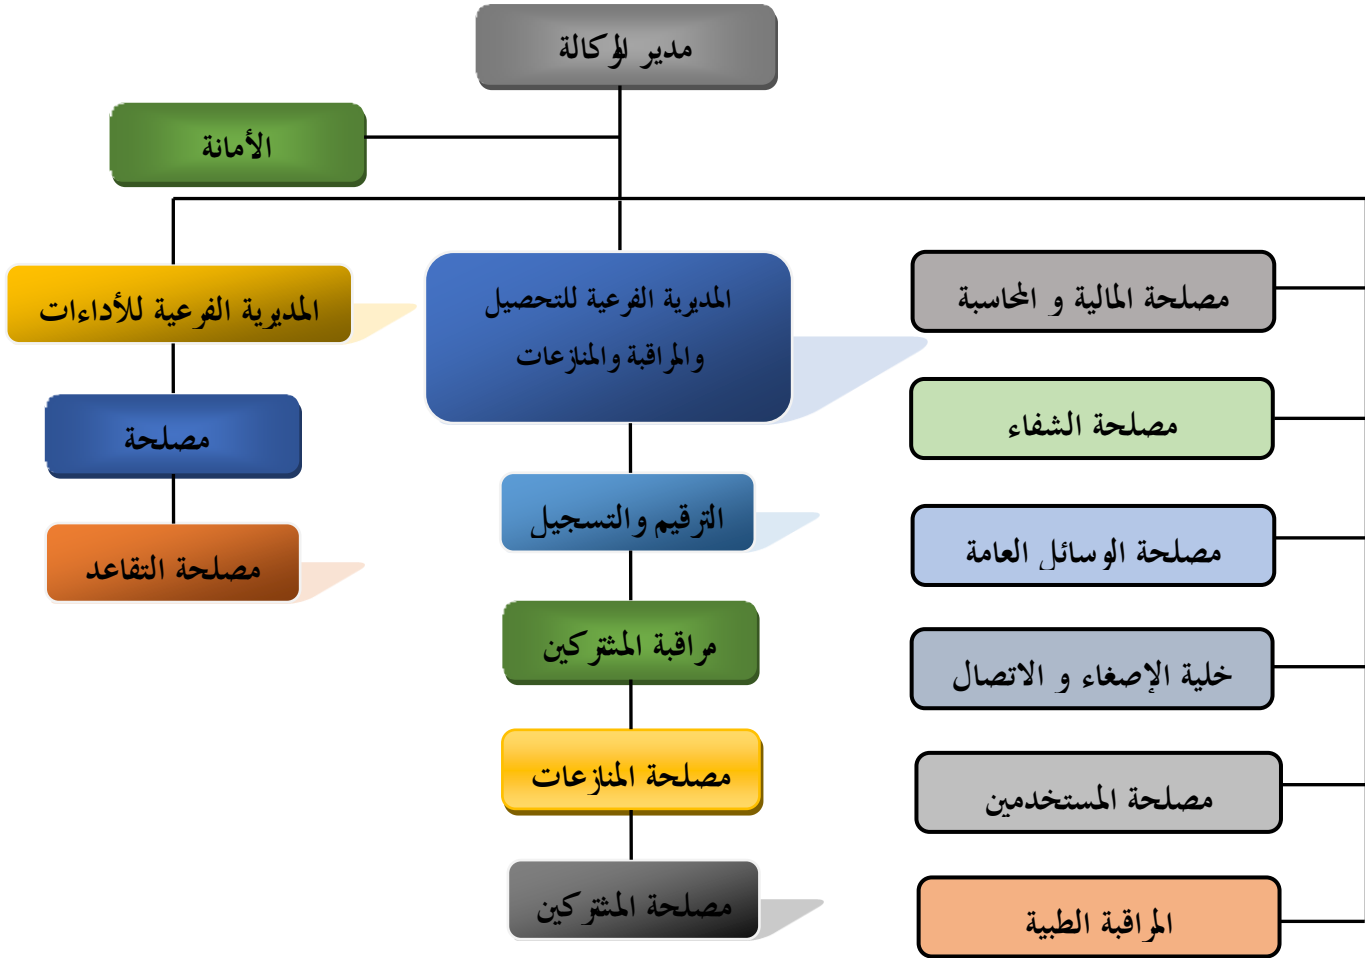 مدير الوكالة
الأمانة
مصلحة المالية و المحاسبة
مصلحة الشفاء
مصلحة الوسائل العامة
خلية الإصغاء و الاتصال
مصلحة المستخدمين
المراقبة الطبية
المديرية الفرعية للتحصيل
والمراقبة والمنازعات
الترقيم والتسجيل
مراقبة المشتركين
مصلحة المنازعات
مصلحة المشتركين
المديرية الفرعية للأداءات
مصلحة
مصلحة التقاعد